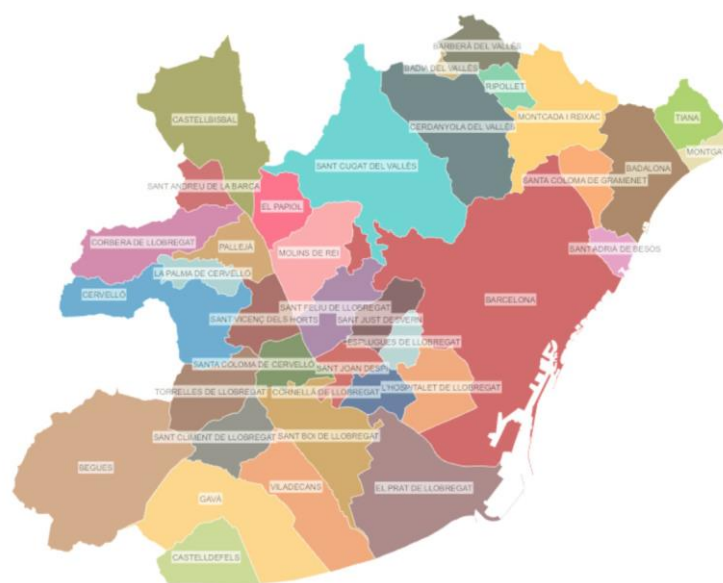 BARBERÀ DEL VALLÈS
BADIA DEL VALLÈS
RIPOLLET
CASTELLBISBAL
CERDANYOLA DEL VALLÈS
MONTCADA I REIXAC
TIANA
MONTGAT
SANT CUGAT DEL VALLÈS
BADALONA
SANT ANDREU DE LA BARCA
SANTA COLOMA DE GRAMENET
EL PAPIOL
CORBERA DE LLOBREGAT
PALLEJÀ
MOLINS DE REI
SANT ADRIÀ DE BESÒS
LA PALMA DE CERVELLÓ
CERVELLÓ
BARCELONA
SANT FELIU DE LLOBREGAT
SANT VICENÇ DELS HORTS
SANT JUST DESVERN
ESPLUGUES DE LLOBREGAT
SANTA COLOMA DE CERVELLÓ
SANT JOAN DESPÍ
TORRELLES DE LLOBREGAT
CORNELLÀ DE LLOBREGAT
L'HOSPITALET DE LLOBREGAT
SANT CLIMENT DE LLOBREGAT
SANT BOI DE LLOBREGAT
BEGUES
VILADECANS
EL PRAT DE LLOBREGAT
GAVÀ
CASTELLDEFELS